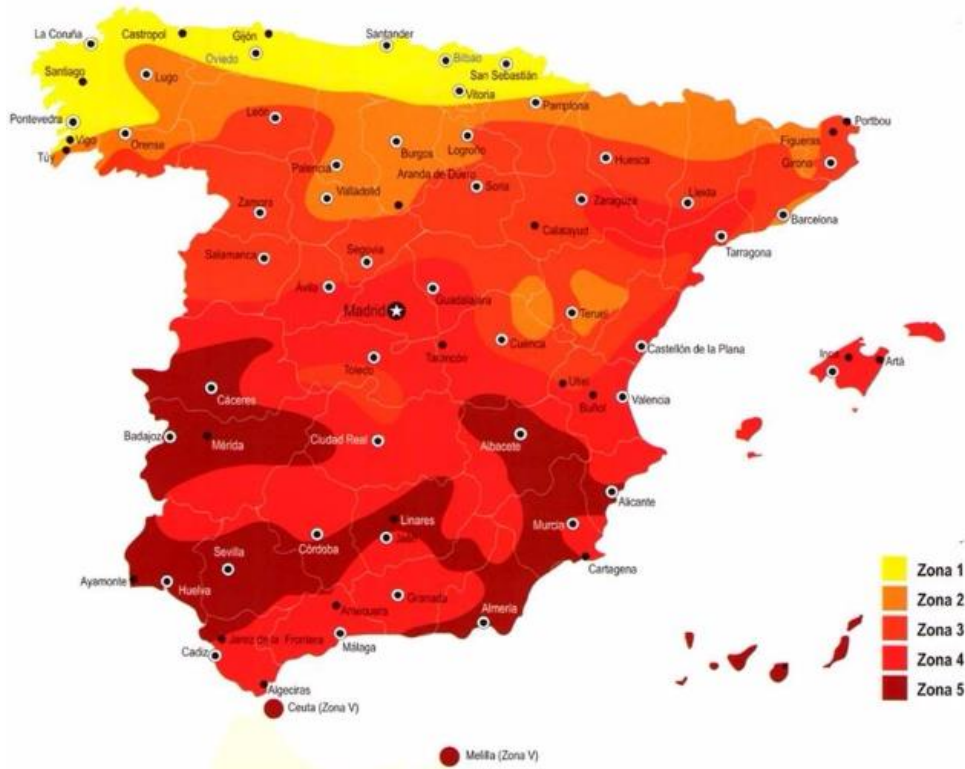 La Coruña
Castropol
Gijón
Santander
Oviedo
Bilbao
San Sebastián
Santiago
Lugo
Vitoria
Pamplona
Pontevedra
León
Portbou
Vigo
Orense
Burgos
Logroño
Figueras
Túy
Palencia
Huesca
Girona
Aranda de Duero
Soria
Valladolid
Zaragoza
Barcelona
Zamora
Calatayud
Tarragona
Segovia
Salamanca
Ávila
Guadalajara
Madrid
Teruel
Cuenca
Castellón de la Plana
Tarancón
Inca
Artá
Toledo
Utiel
Cáceres
Buñol
Valencia
Badajoz
Mérida
Ciudad Real
Albacete
Alicante
Linares
Murcia
Córdoba
Sevilla
Cartagena
Ayamonte
Huelva
Granada
Antequera
Almería
Jerez de la Frontera
Málaga
Cadiz
Algeciras
Ceuta (Zona V)
Melilla (Zona V)
Zona 1
Zona 2
Zona 3
Zona 4
Zona 5